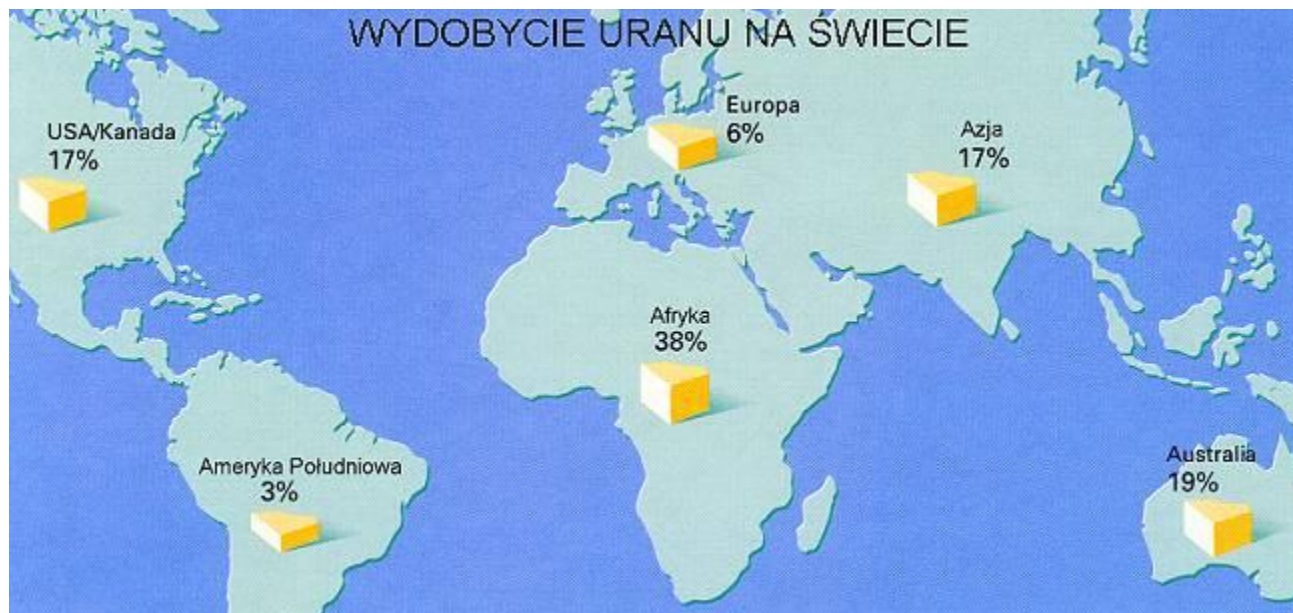 WYDOBYCIE URANU NA ŚWIECIE
USA/Kanada
17%
Europa
6%
Azja
17%
Afryka
38%
Ameryka Południowa
3%
Australia
19%